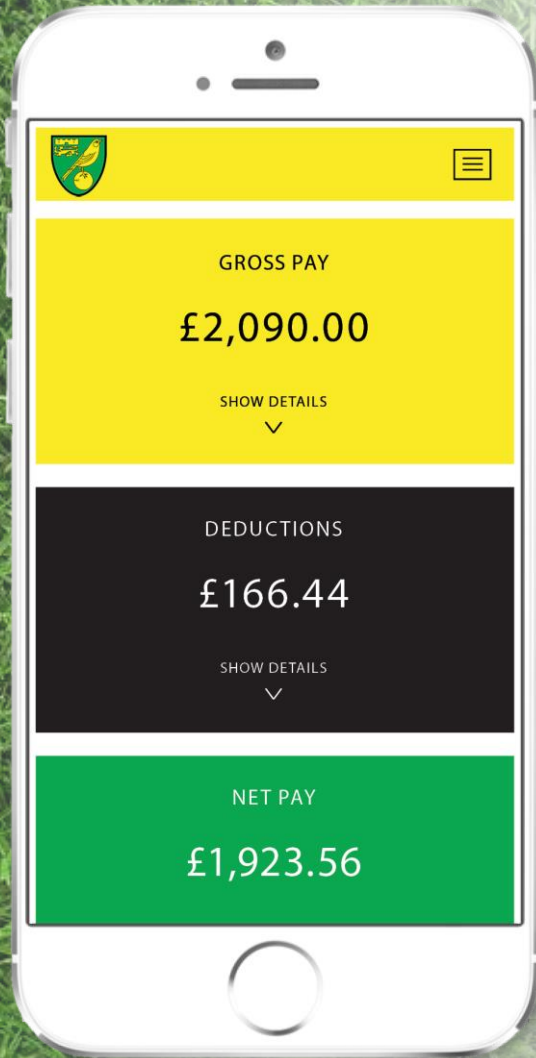 GROSS PAY
£2,090.00
SHOW DETAILS
DEDUCTIONS
£166.44
SHOW DETAILS
NET PAY
£1,923.56